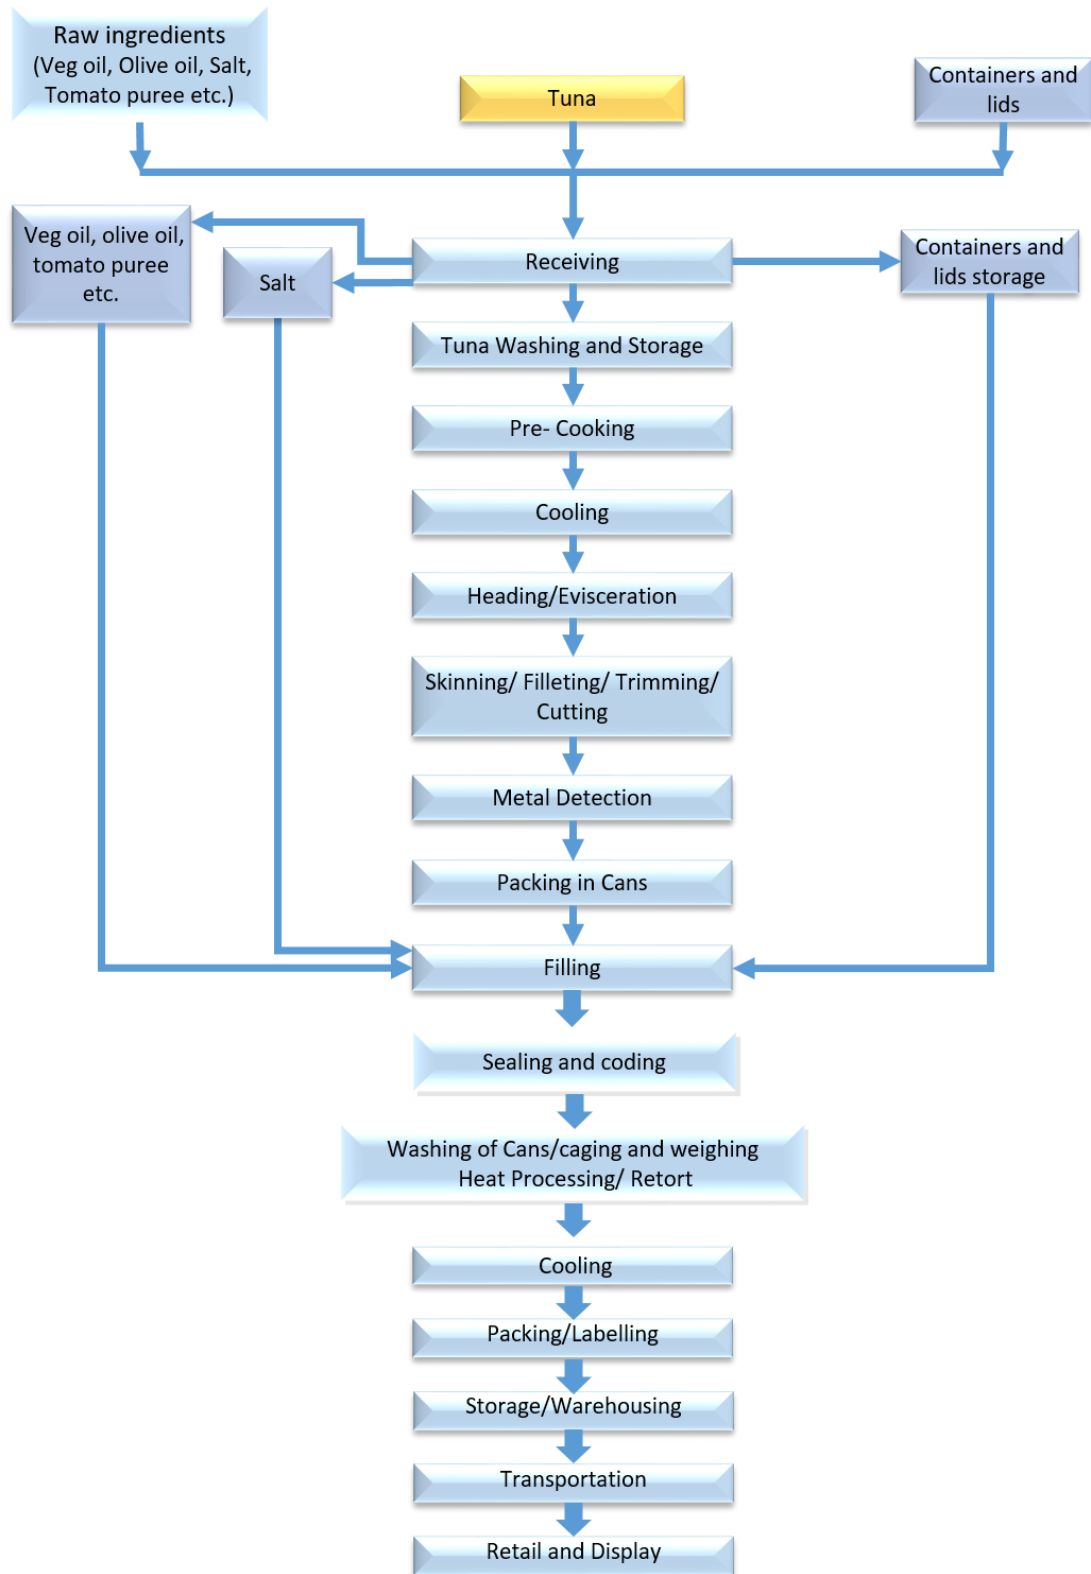 Raw ingredients
(Veg oil, Olive oil, Salt,
Tomato puree etc.)
Tuna
Containers and
lids
Veg oil, olive oil,
tomato puree
etc.
Salt
Receiving
Containers and
lids storage
Tuna Washing and Storage
Pre- Cooking
Cooling
Heading/Evisceration
Skinning/ Filleting/ Trimming/
Cutting
Metal Detection
Packing in Cans
Filling
Sealing and coding
Washing of Cans/caging and weighing
Heat Processing/ Retort
Cooling
Packing/Labelling
Storage/Warehousing
Transportation
Retail and Display